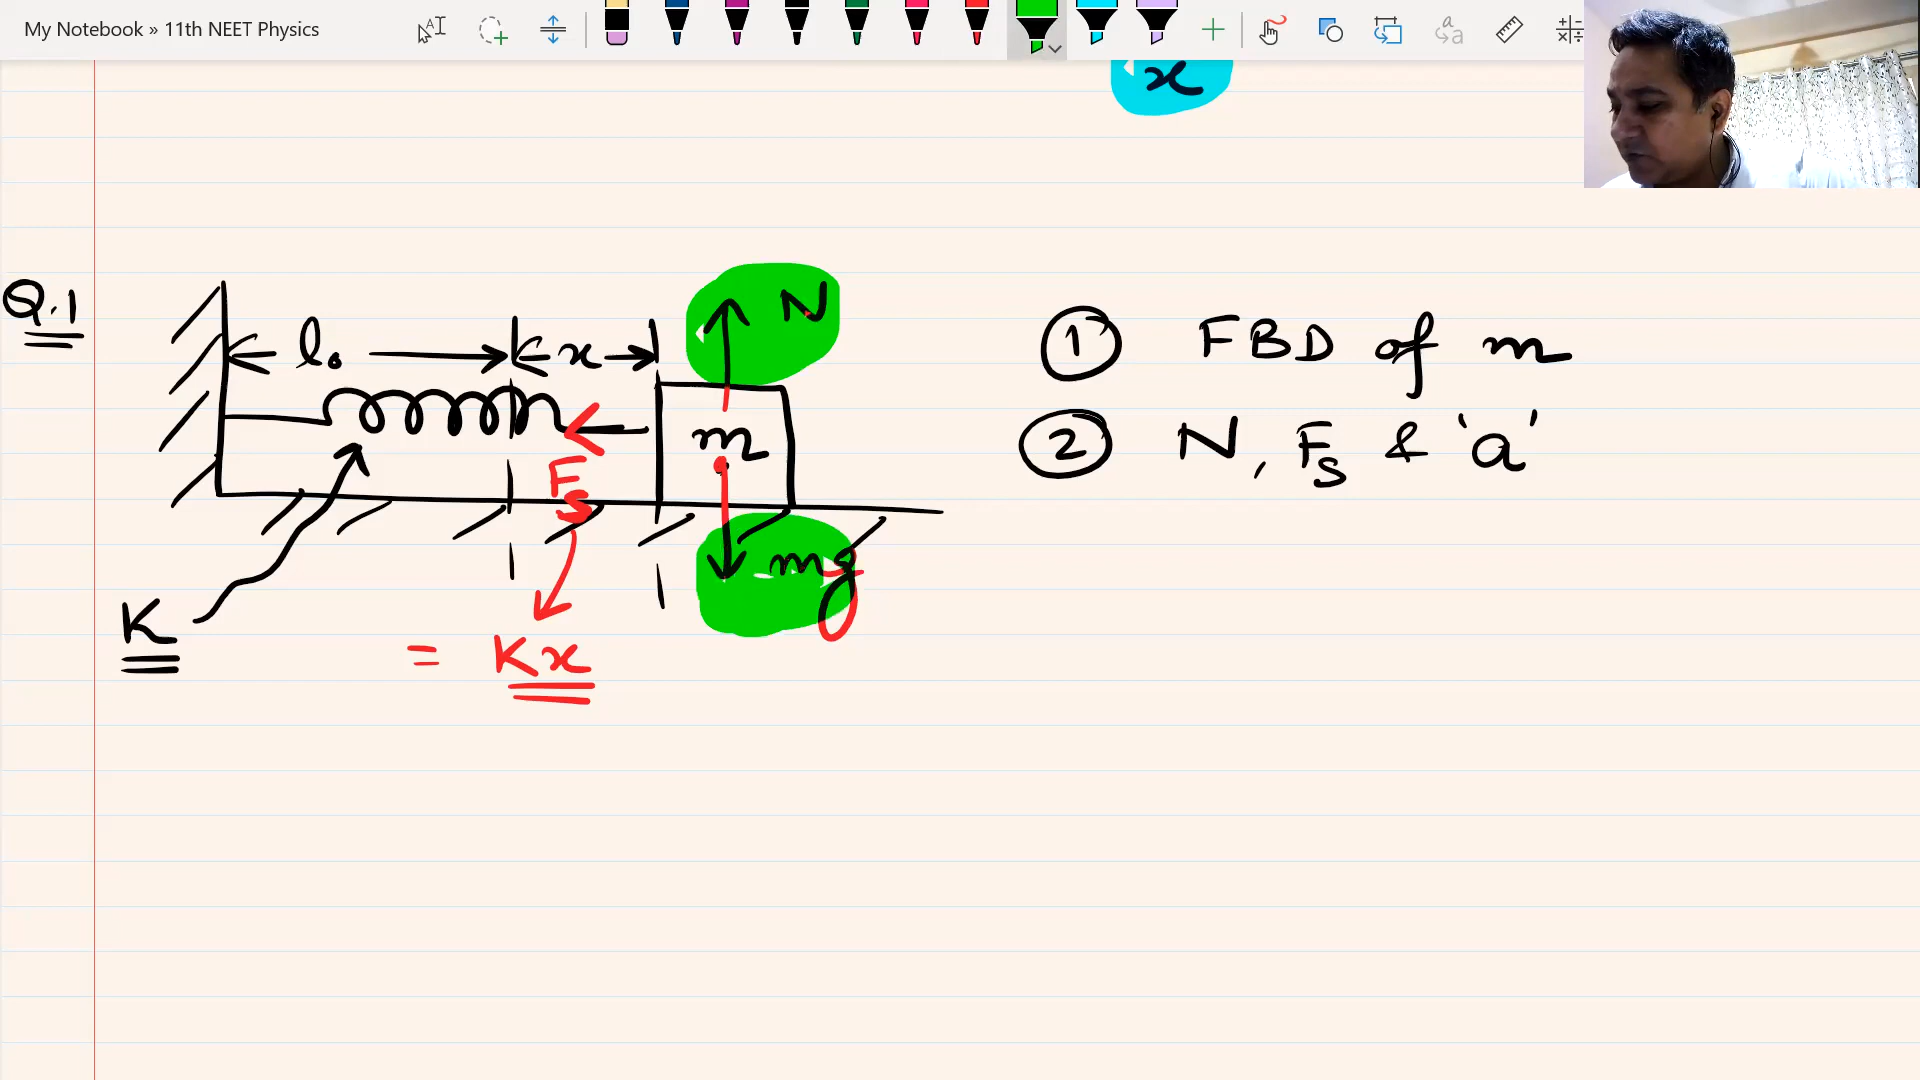 My Notebook » 11th NEET Physics
x
Q.1
l₀ x N
m
K
Fs
= Kx
mg
① FBD of m
② N, Fs & 'a'